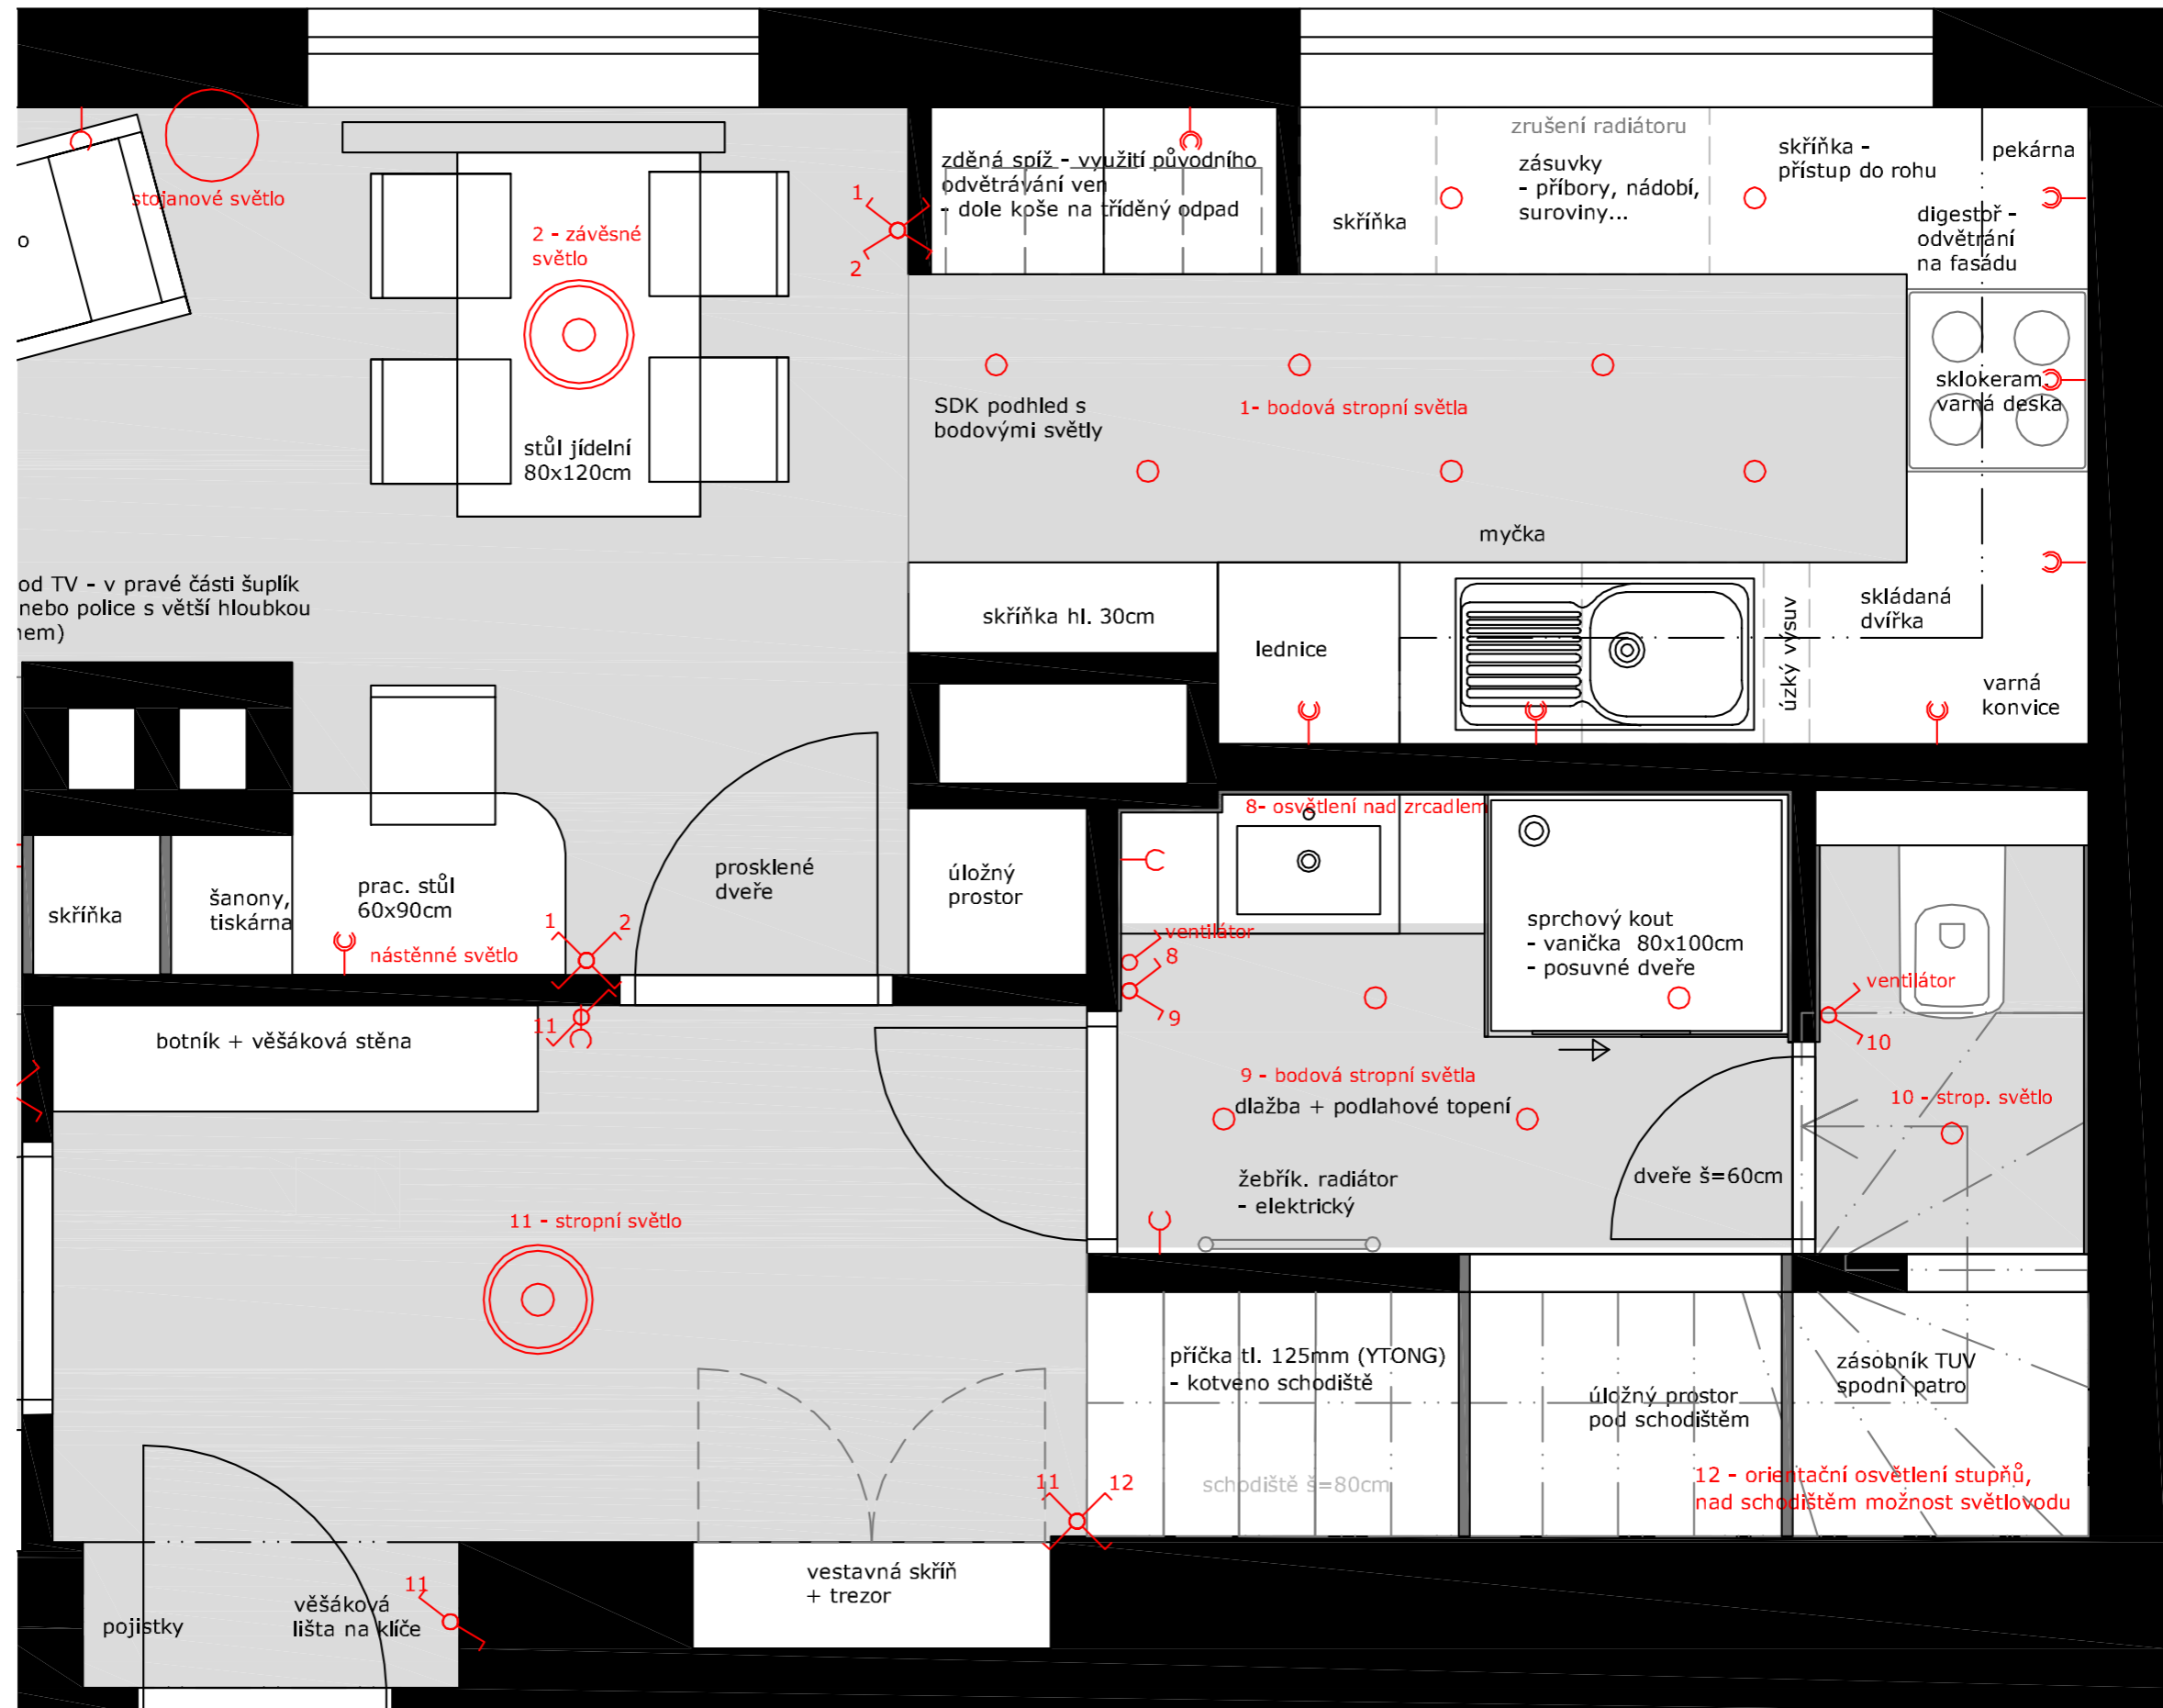 stojanové světlo
o
2 - závěsné
světlo
stůl jídelní
80x120cm
1
2
zděná spíž - využití původního
odvětrávání ven
- dole koše na tříděný odpad
skříňka
zrušení radiátoru
zásuvky
- příbory, nádobí,
suroviny...
skříňka -
přístup do rohu
pekárna
digestoř -
odvětrání
na fasádu
sklokeram.
varná deska
SDK podhled s
bodovými světly
1- bodová stropní světla
myčka
od TV - v pravé části šuplík
nebo police s větší hloubkou
nem)
skříňka hl. 30cm
lednice
úzký výsuv
skládaná
dvířka
varná
konvice
skříňka
šanony,
tiskárna
prac. stůl
60x90cm
nástěnné světlo
1
2
prosklené
dveře
úložný
prostor
8- osvětlení nad zrcadlem
ventilátor
8
9
sprchový kout
- vanička  80x100cm
- posuvné dveře
ventilátor
10
11
botník + věšáková stěna
9 - bodová stropní světla
dlažba + podlahové topení
10 - strop. světlo
žebřík. radiátor
- elektrický
dveře š=60cm
11 - stropní světlo
příčka tl. 125mm (YTONG)
- kotveno schodiště
úložný prostor
pod schodištěm
zásobník TUV
spodní patro
schodiště š=80cm
11
12
12 - orientační osvětlení stupňů,
nad schodištěm možnost světlovodu
vestavná skříň
+ trezor
11
pojistky
věšáková
lišta na klíče